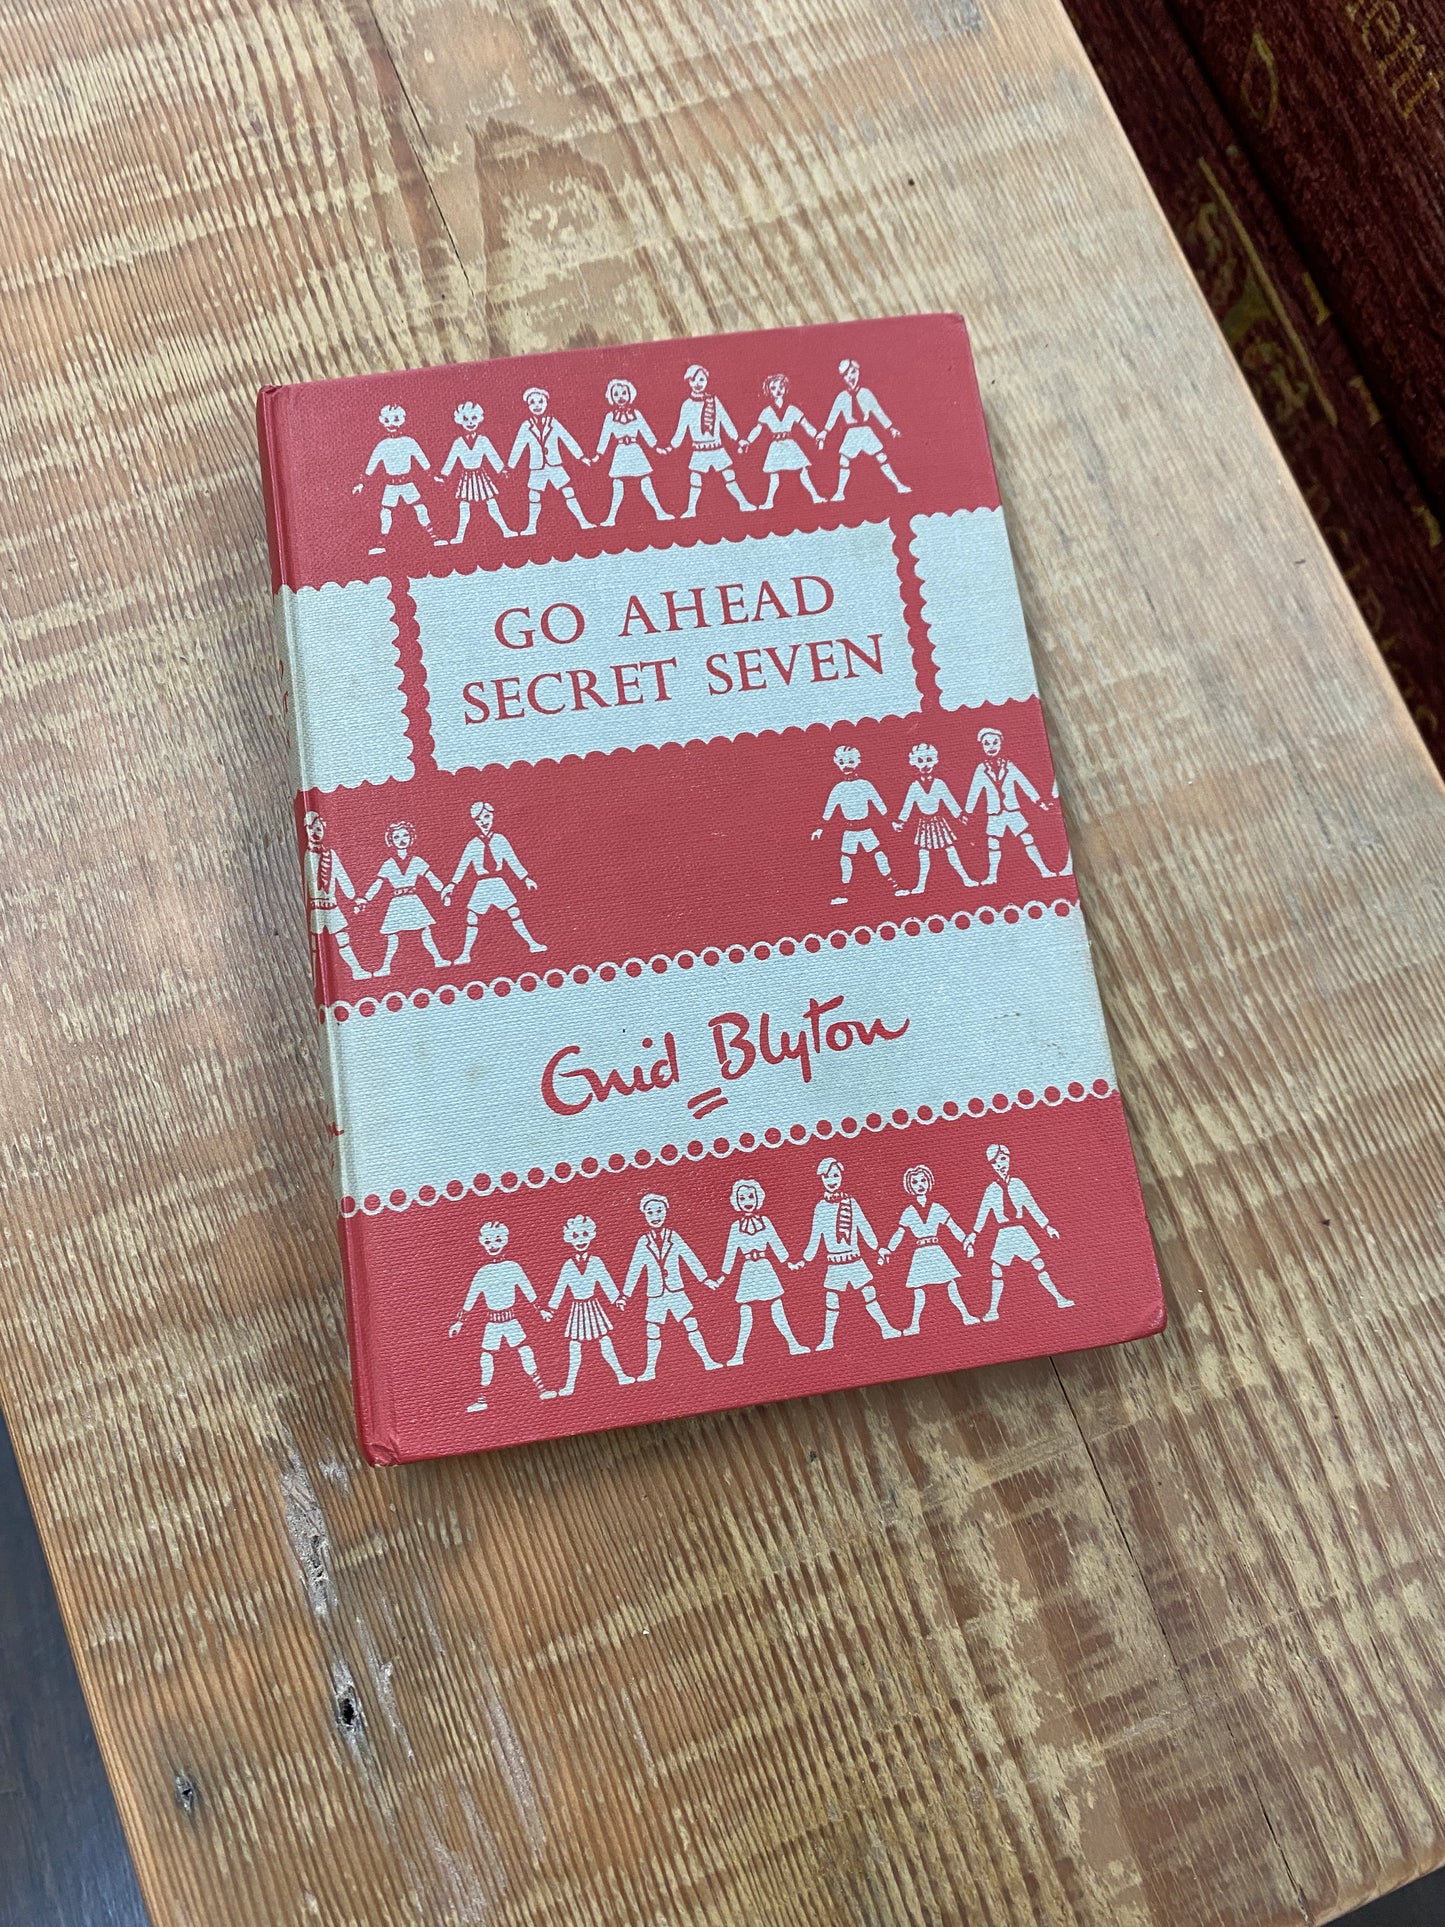 GO AHEAD
SECRET SEVEN
Enid Blyton